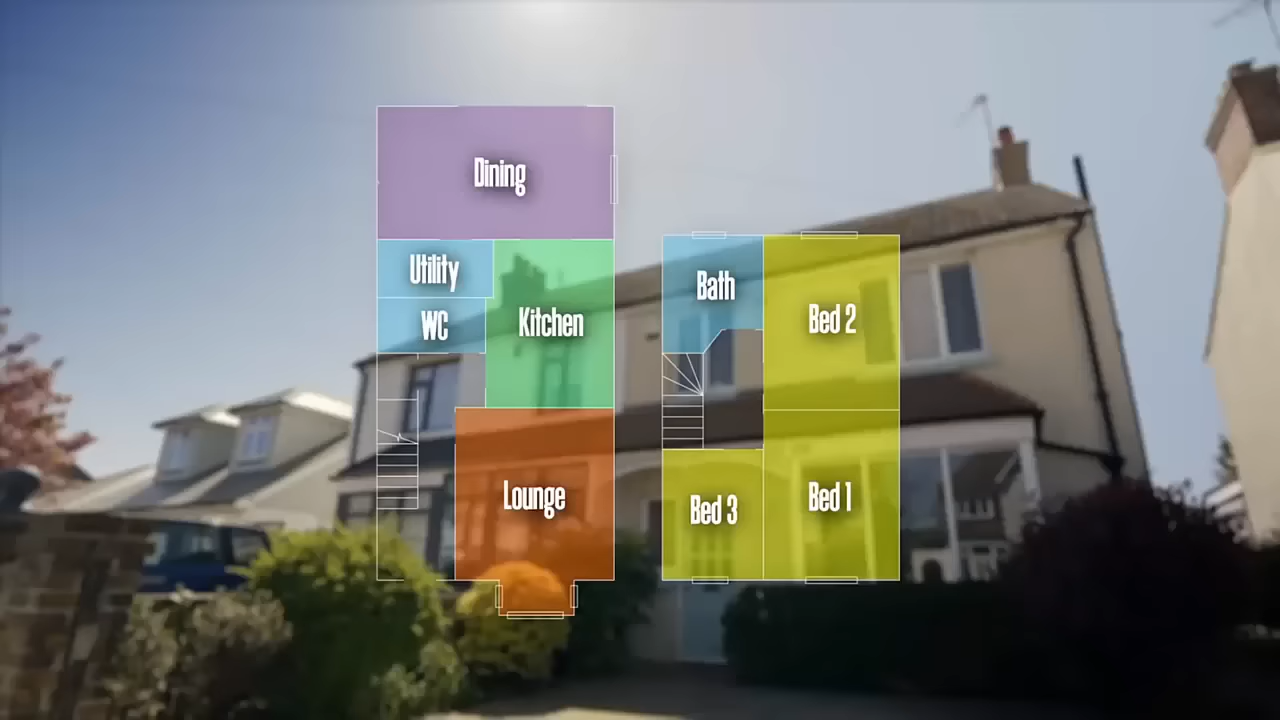 Dining
Utility
WC
Kitchen
Lounge
Bath
Bed 2
Bed 3
Bed 1